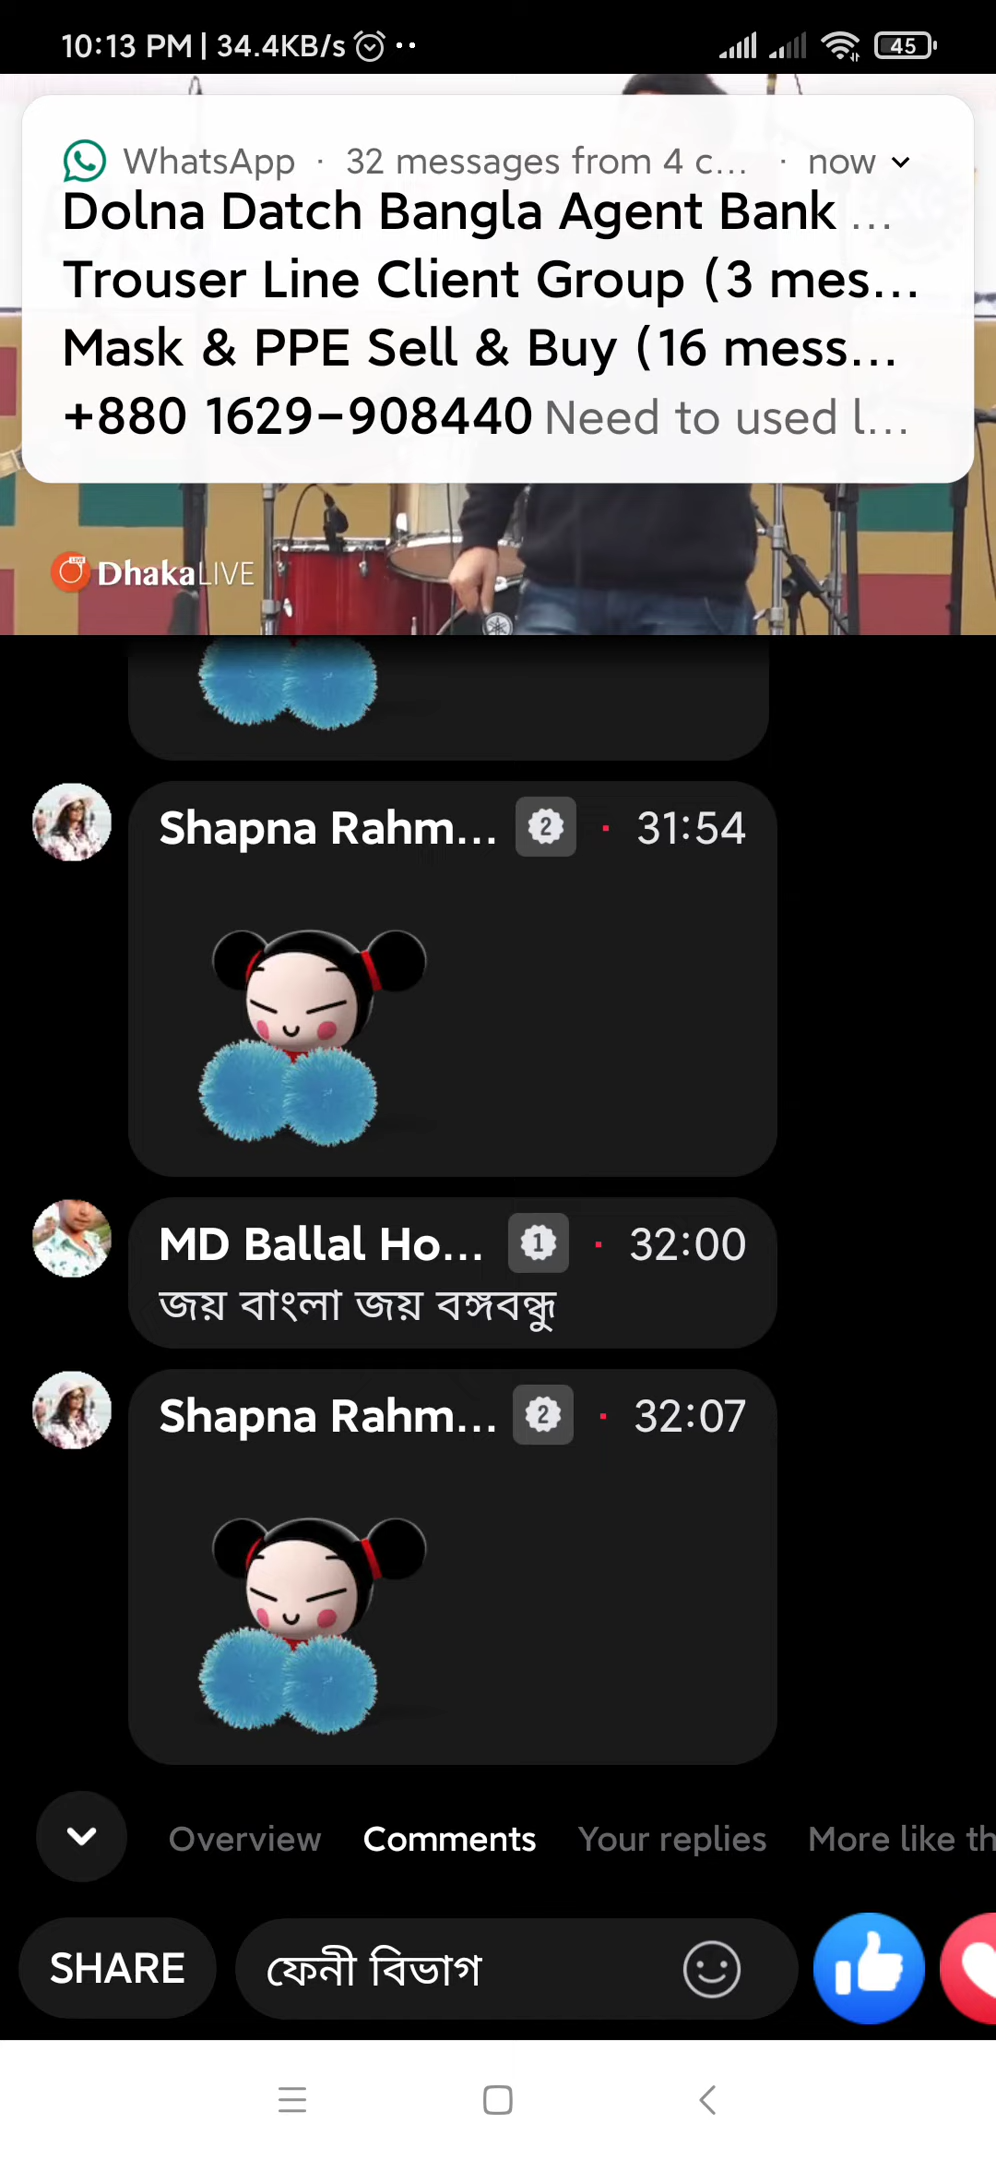 10:13 PM | 34.4KB/s
45
WhatsApp · 32 messages from 4 c... · now
Dolna Datch Bangla Agent Bank ...
Trouser Line Client Group (3 mes...
Mask & PPE Sell & Buy (16 mess...
+880 1629-908440 Need to used l...
DhakaLIVE
Shapna Rahm... 2 · 31:54
MD Ballal Ho... 1 · 32:00
জয় বাংলা জয় বঙ্গবন্ধু
Shapna Rahm... 2 · 32:07
Overview Comments Your replies More like th
SHARE ফেনী বিভাগ